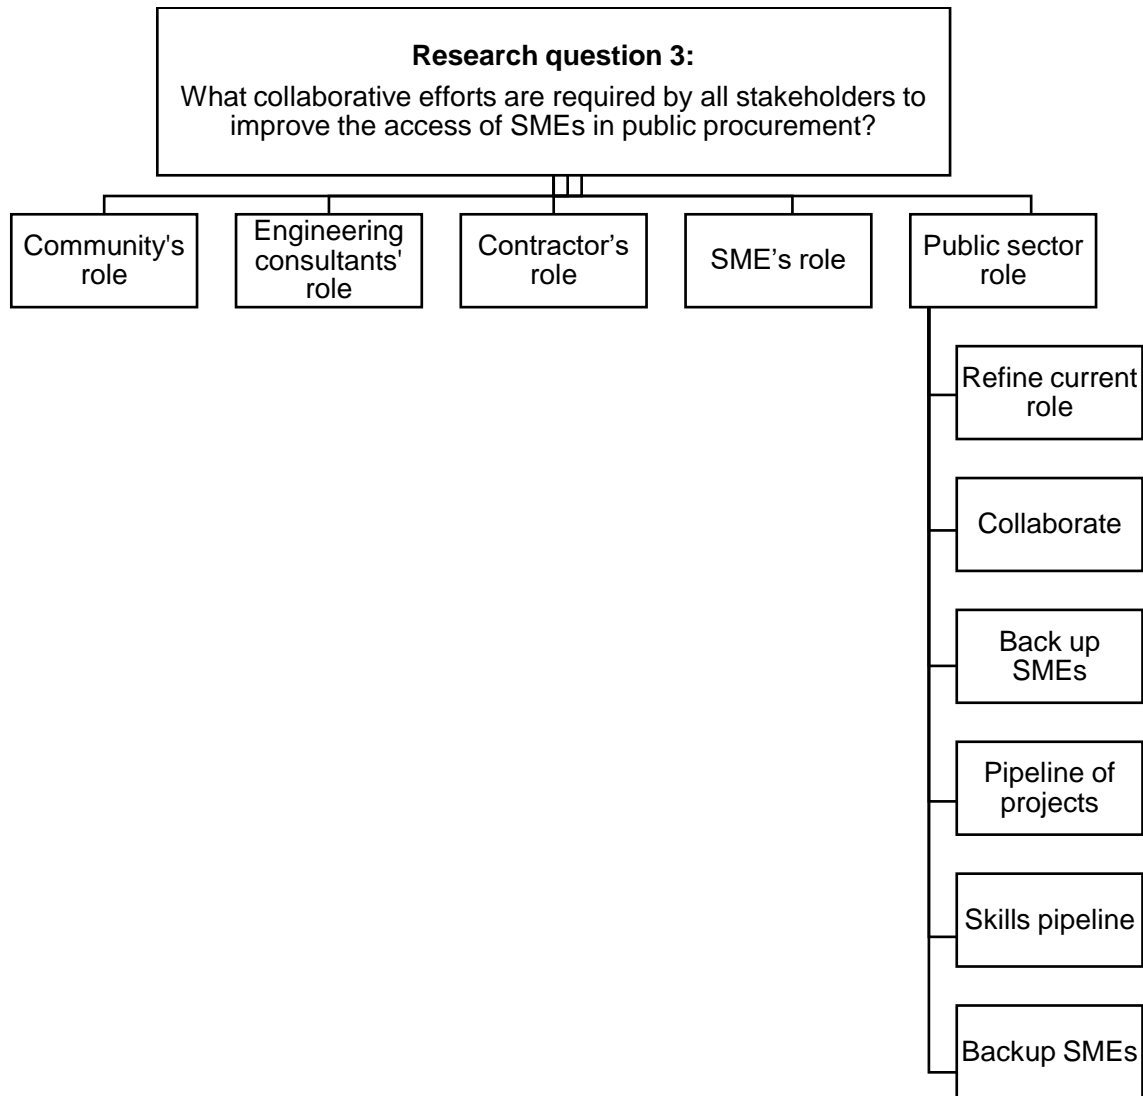 Research question 3:
What collaborative efforts are required by all stakeholders to
improve the access of SMEs in public procurement?
Community's
role
Engineering
consultants'
role
Contractor’s
role
SME’s role
Public sector
role
Refine current
role
Collaborate
Back up
SMEs
Pipeline of
projects
Skills pipeline
Backup SMEs